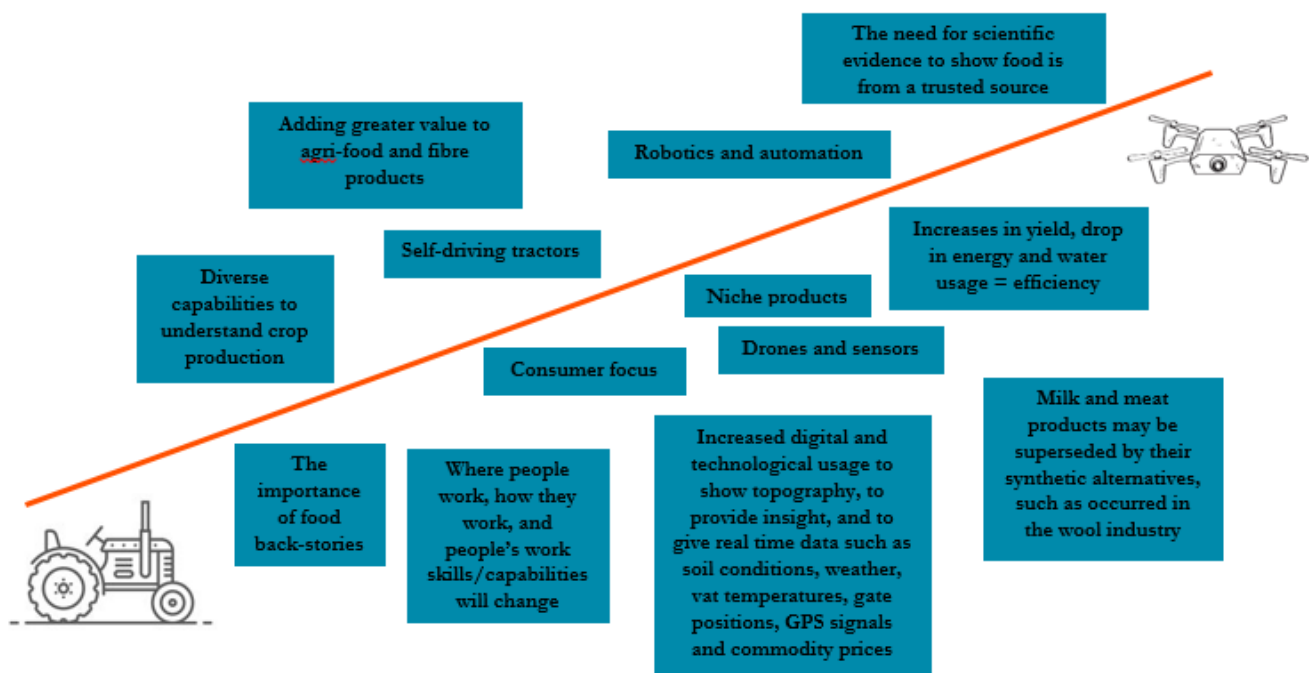 The need for scientific
evidence to show food is
from a trusted source
Adding greater value to
agri-food and fibre
products
Robotics and automation
Self-driving tractors
Increases in yield, drop
in energy and water
usage = efficiency
Diverse
capabilities to
understand crop
production
Niche products
Drones and sensors
Consumer focus
Milk and meat
products may be
superseded by their
synthetic alternatives,
such as occurred in
the wool industry
The
importance
of food
back-stories
Where people
work, how they
work, and
people’s work
skills/capabilities
will change
Increased digital and
technological usage to
show topography, to
provide insight, and to
give real time data such as
soil conditions, weather,
vat temperatures, gate
positions, GPS signals
and commodity prices